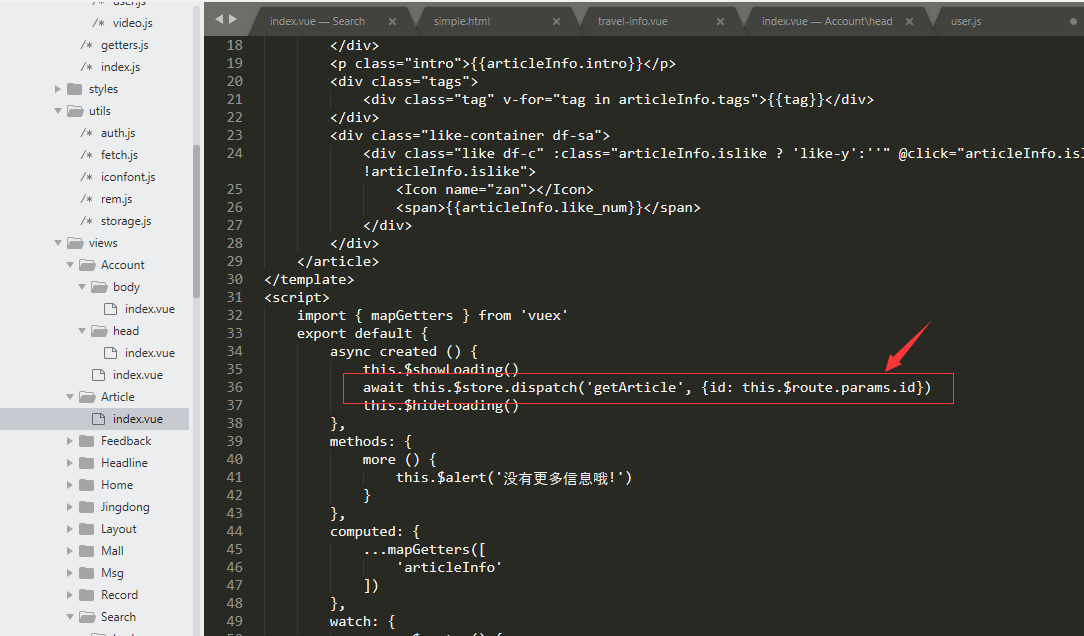 user.js
video.js
getters.js
index.js
styles
utils
auth.js
fetch.js
iconfont.js
rem.js
storage.js
views
Account
body
index.vue
head
index.vue
index.vue
Article
index.vue
Feedback
Headline
Home
Jingdong
Layout
Mall
Msg
Record
Search
index.vue — Search
simple.html
travel-info.vue
index.vue — Account\head
user.js
18 </div>
19 <p class="intro">{{articleInfo.intro}}</p>
20 <div class="tags">
21 <div class="tag" v-for="tag in articleInfo.tags">{{tag}}</div>
22 </div>
23 <div class="like-container df-sa">
24 <div class="like df-c" :class="articleInfo.islike ? 'like-y':''" @click="articleInfo.isl
!articleInfo.islike">
25 <Icon name="zan"></Icon>
26 <span>{{articleInfo.like_num}}</span>
27 </div>
28 </div>
29 </article>
30 </template>
31 <script>
32 import { mapGetters } from 'vuex'
33 export default {
34 async created () {
35 this.$showLoading()
36 await this.$store.dispatch('getArticle', {id: this.$route.params.id})
37 this.$hideLoading()
38 },
39 methods: {
40 more () {
41 this.$alert('没有更多信息哦!')
42 }
43 },
44 computed: {
45 ...mapGetters([
46 'articleInfo'
47 ])
48 },
49 watch: {